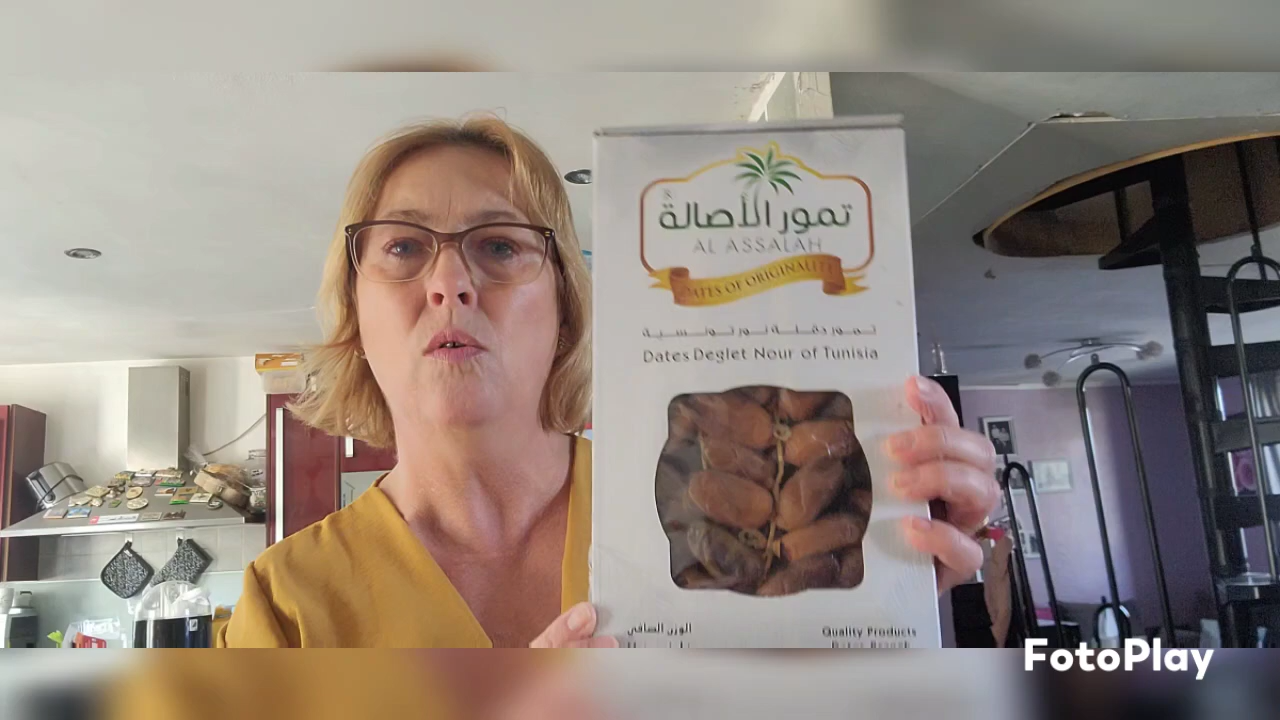 تمور الأصالة
AL ASSALAH
DATES OF ORIGINALITY
تمور دقلة نور تونسية
Dates Deglet Nour of Tunisia
الوزن الصافي
Quality Products
FotoPlay